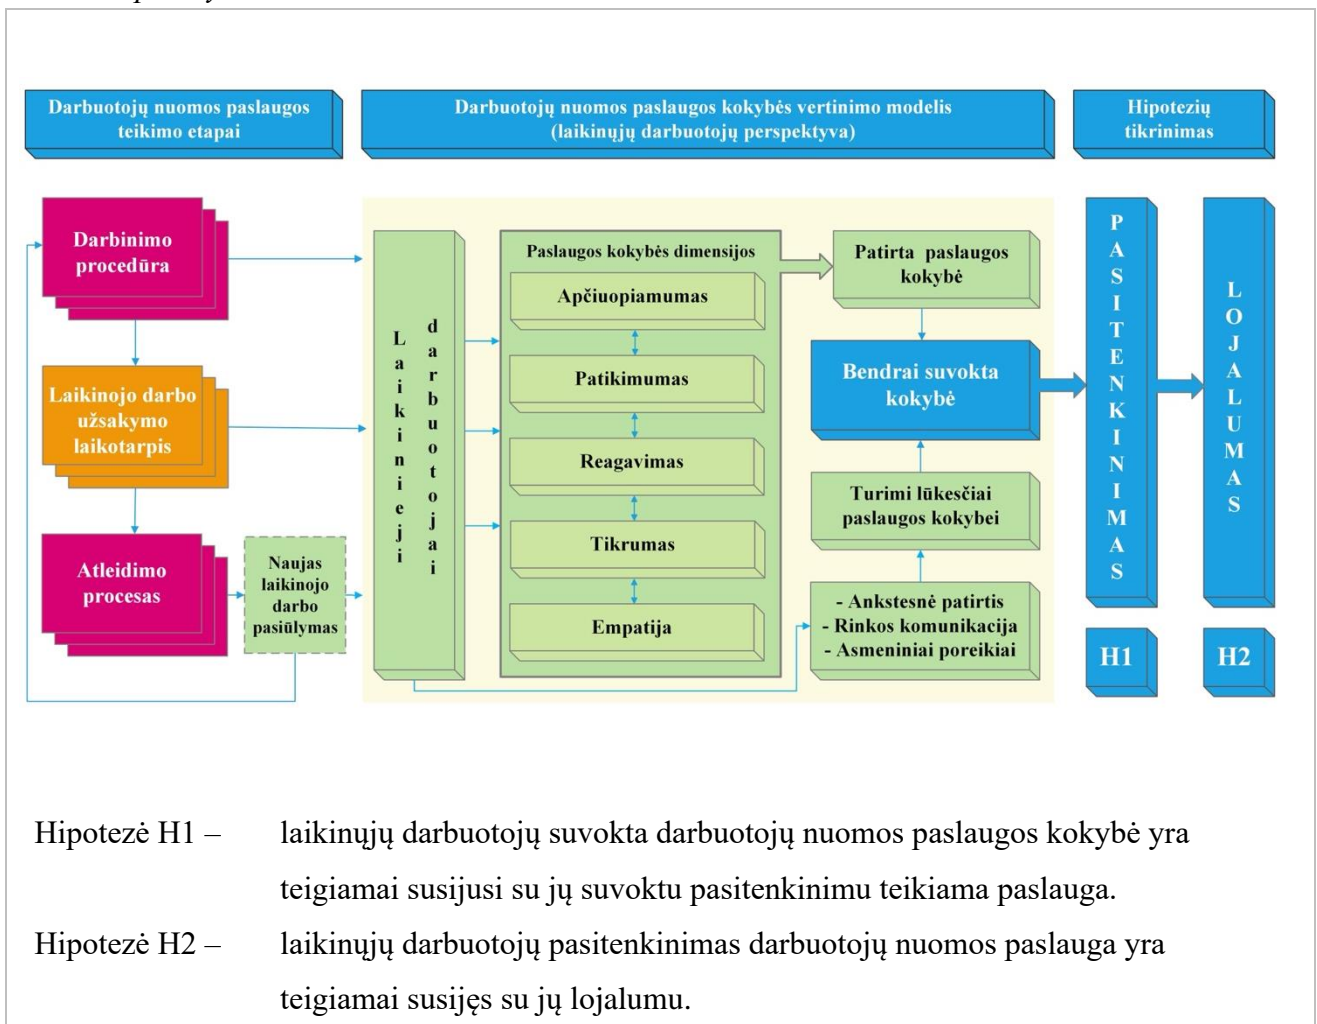 Darbuotojų nuomos paslaugos
teikimo etapai
Darbuotojų nuomos paslaugos kokybės vertinimo modelis
(laikinųjų darbuotojų perspektyva)
Hipotezių
tikrinimas
Darbinimo
procedūra
Laikinojo darbo
užsakymo
laikotarpis
Atleidimo
procesas
Naujas
laikinojo
darbo
pasiūlymas
Laikinieji
darbuotojai
Paslaugos kokybės dimensijos
Apčiuopiamumas
Patikimumas
Reagavimas
Tikrumas
Empatija
Patirta paslaugos
kokybė
Bendrai suvokta
kokybė
Turimi lūkesčiai
paslaugos kokybei
- Ankstesnė patirtis
- Rinkos komunikacija
- Asmeniniai poreikiai
PASITENKINIMAS
LOJALUMAS
H1
H2
Hipotezė H1 – laikinųjų darbuotojų suvokta darbuotojų nuomos paslaugos kokybė yra
teigiamai susijusi su jų suvoktu pasitenkinimu teikiama paslauga.
Hipotezė H2 – laikinųjų darbuotojų pasitenkinimas darbuotojų nuomos paslauga yra
teigiamai susijęs su jų lojalumu.